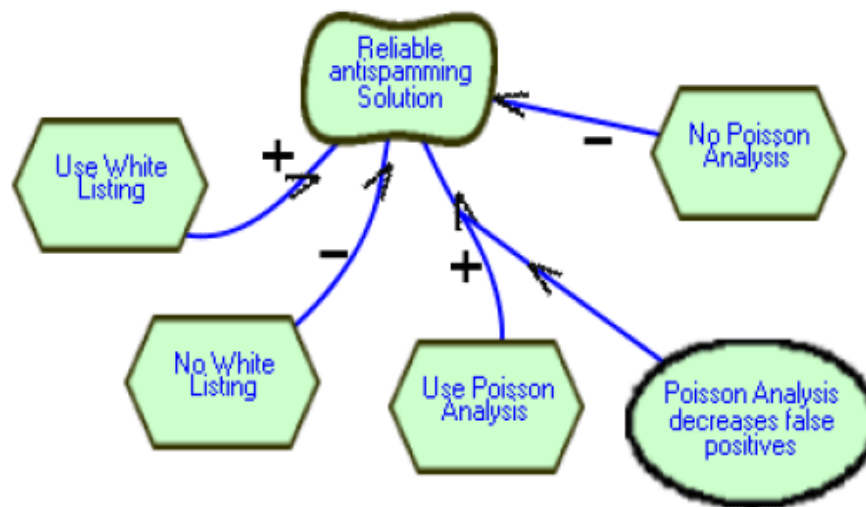 Reliable
antispamming
Solution
+
-
No Poisson
Analysis
Use White
Listing
-
+
No White
Listing
Use Poisson
Analysis
Poisson Analysis
decreases false
positives